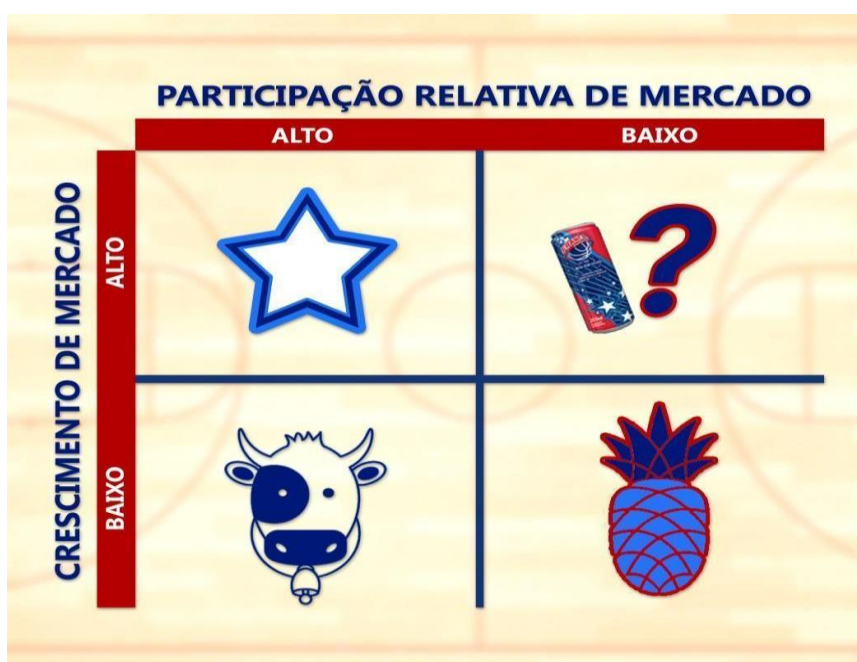 PARTICIPAÇÃO RELATIVA DE MERCADO
ALTO BAIXO
CRESCIMENTO DE MERCADO
ALTO
BAIXO
?